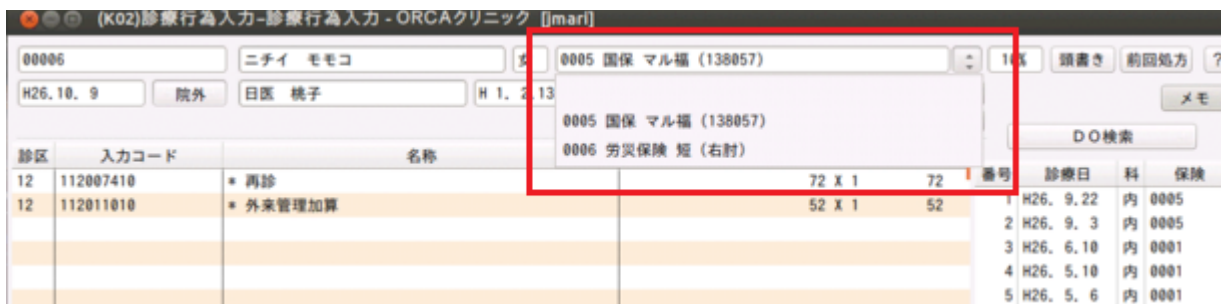 (K02)診療行為入力-診療行為入力 - ORCAクリニック [jmari]
00006 ニチイ モモコ 女 0005 国保 マル福 (138057) 10% 頭書き 前回処方 ?
H26.10. 9 院外 日医 桃子 H 1. 2.13 メモ
0005 国保 マル福 (138057)
0006 労災保険 短 (右肘)
DO検索
診区 入力コード 名称 番号 診療日 科 保険
12 112007410 * 再診 72 X 1 72
12 112011010 * 外来管理加算 52 X 1 52
1 H26. 9.22 内 0005
2 H26. 9. 3 内 0005
3 H26. 6.10 内 0001
4 H26. 5.10 内 0001
5 H26. 5. 6 内 0001